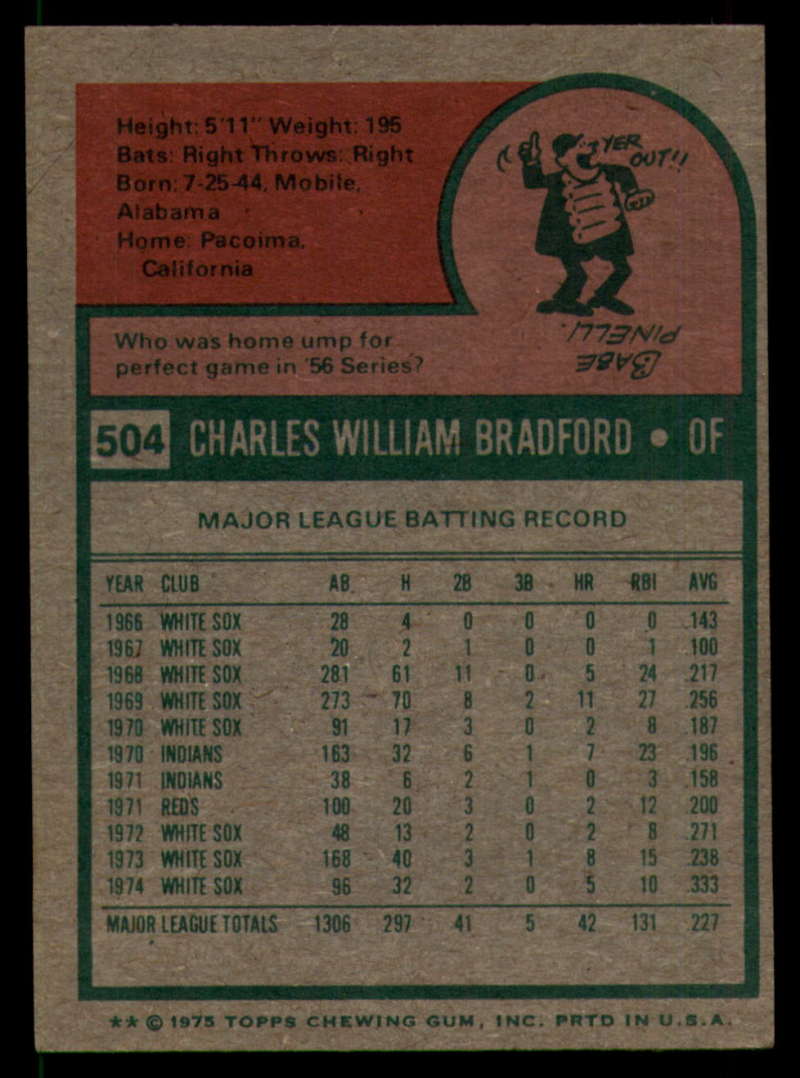 Height: 5'11" Weight: 195
Bats: Right Throws: Right
Born: 7-25-44, Mobile,
Alabama
Home: Pacoima,
California
YER
OUT!!
Who was home ump for
perfect game in '56 Series?
BABE
PINELLI.
504 CHARLES WILLIAM BRADFORD • OF
MAJOR LEAGUE BATTING RECORD
YEAR CLUB AB H 2B 3B HR RBI AVG
1966 WHITE SOX 28 4 0 0 0 0 .143
1967 WHITE SOX 20 2 1 0 0 1 .100
1968 WHITE SOX 281 61 11 0 5 24 .217
1969 WHITE SOX 273 70 8 2 11 27 .256
1970 WHITE SOX 91 17 3 0 2 8 .187
1970 INDIANS 163 32 6 1 7 23 .196
1971 INDIANS 38 6 2 1 0 3 .158
1971 REDS 100 20 3 0 2 12 .200
1972 WHITE SOX 48 13 2 0 2 8 .271
1973 WHITE SOX 168 40 3 1 8 15 .238
1974 WHITE SOX 96 32 2 0 5 10 .333
MAJOR LEAGUE TOTALS 1306 297 41 5 42 131 .227
** © 1975 TOPPS CHEWING GUM, INC. PRTD IN U.S.A.